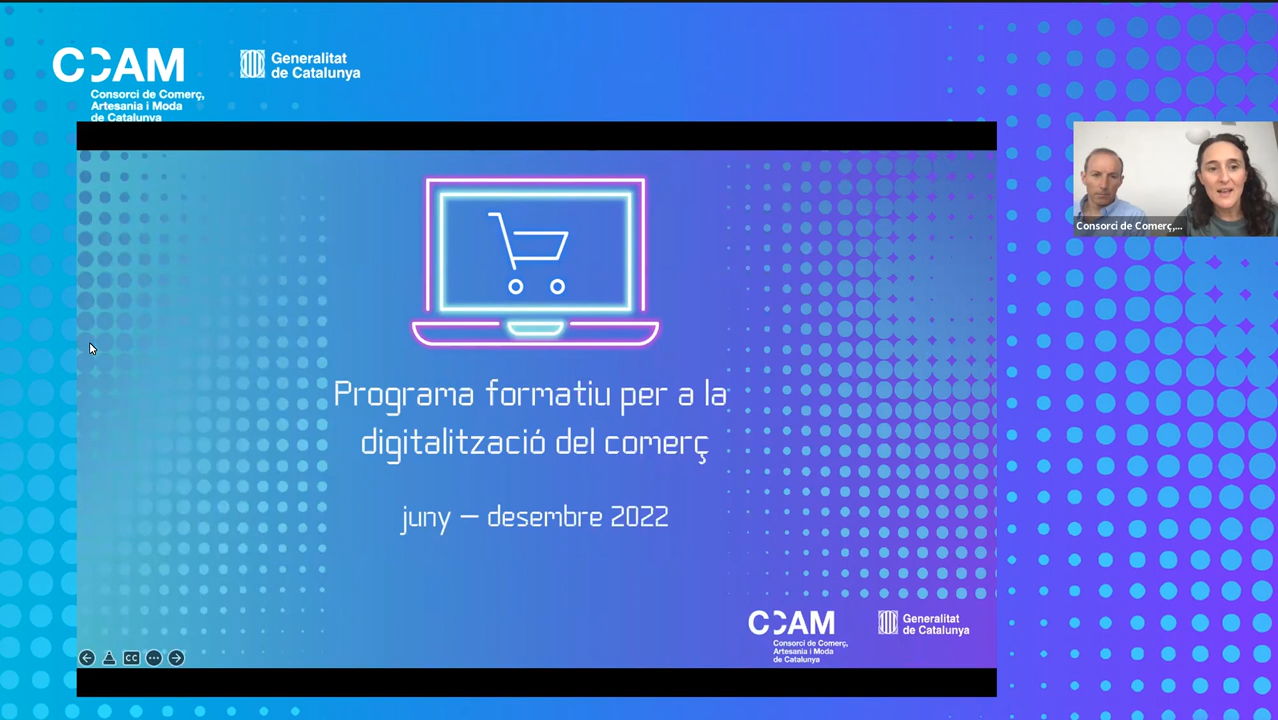 CCAM
Consorci de Comerç,
Artesania i Moda
de Catalunya
Generalitat
de Catalunya
Programa formatiu per a la
digitalització del comerç
juny – desembre 2022
CC
CCAM
Consorci de Comerç,
Artesania i Moda
de Catalunya
Generalitat
de Catalunya
Consorci de Comerç,...